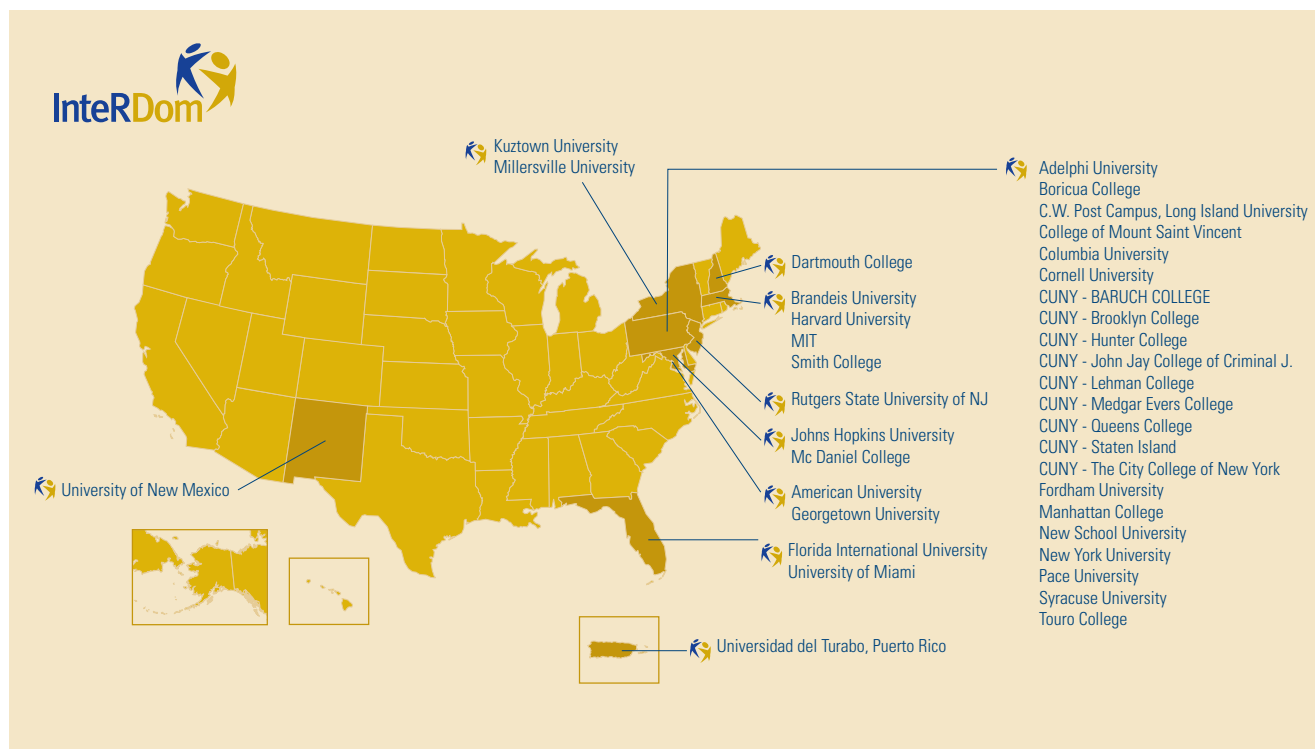 InteRDom
Kuztown University
Millersville University
Adelphi University
Boricua College
C.W. Post Campus, Long Island University
College of Mount Saint Vincent
Columbia University
Cornell University
CUNY - BARUCH COLLEGE
CUNY - Brooklyn College
CUNY - Hunter College
CUNY - John Jay College of Criminal J.
CUNY - Lehman College
CUNY - Medgar Evers College
CUNY - Queens College
CUNY - Staten Island
CUNY - The City College of New York
Fordham University
Manhattan College
New School University
New York University
Pace University
Syracuse University
Touro College
Dartmouth College
Brandeis University
Harvard University
MIT
Smith College
Rutgers State University of NJ
Johns Hopkins University
Mc Daniel College
American University
Georgetown University
Florida International University
University of Miami
University of New Mexico
Universidad del Turabo, Puerto Rico